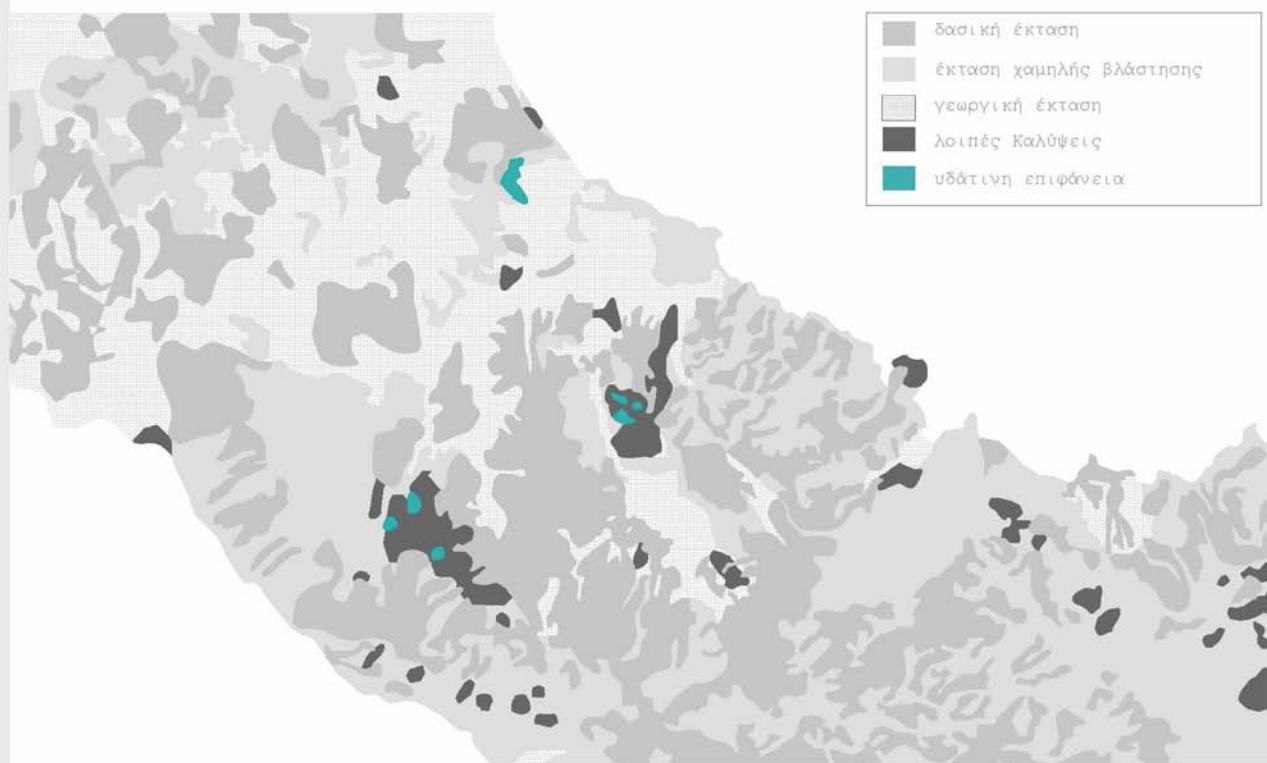 δασική έκταση
έκταση χαμηλής βλάστησης
γεωργική έκταση
λοιπές Καλύψεις
υδάτινη επιφάνεια